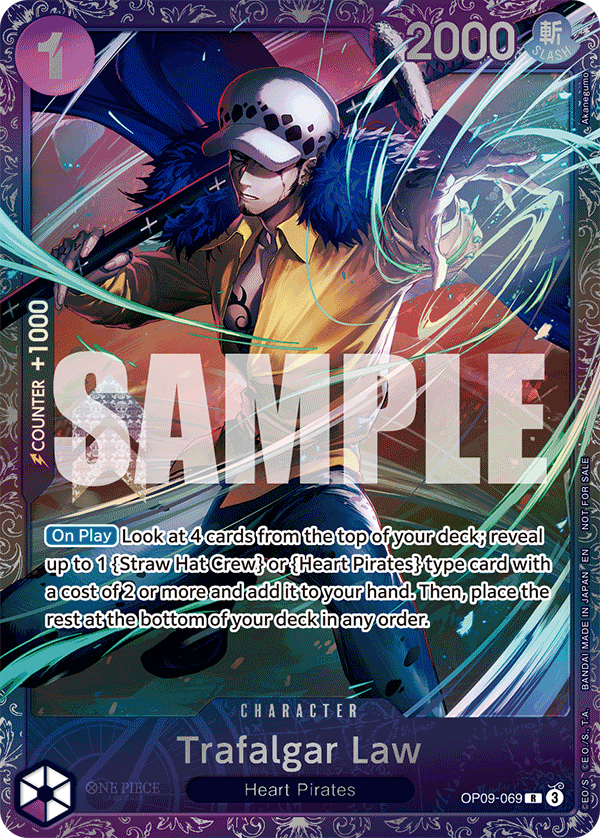 1
2000
斬
SLASH
Akanegumo
COUNTER +1000
SAMPLE
On Play Look at 4 cards from the top of your deck; reveal
up to 1 {Straw Hat Crew} or {Heart Pirates} type card with
a cost of 2 or more and add it to your hand. Then, place the
rest at the bottom of your deck in any order.
CHARACTER
Trafalgar Law
Heart Pirates
ONE PIECE
CARD GAME
OP09-069 R 3
©E.O./S., T.A. BANDAI MADE IN JAPAN EN NOT FOR SALE